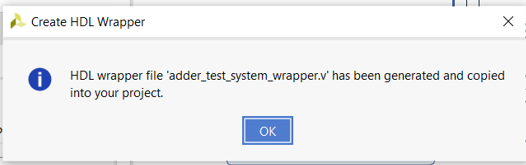 Create HDL Wrapper
HDL wrapper file 'adder_test_system_wrapper.v' has been generated and copied
into your project.
OK